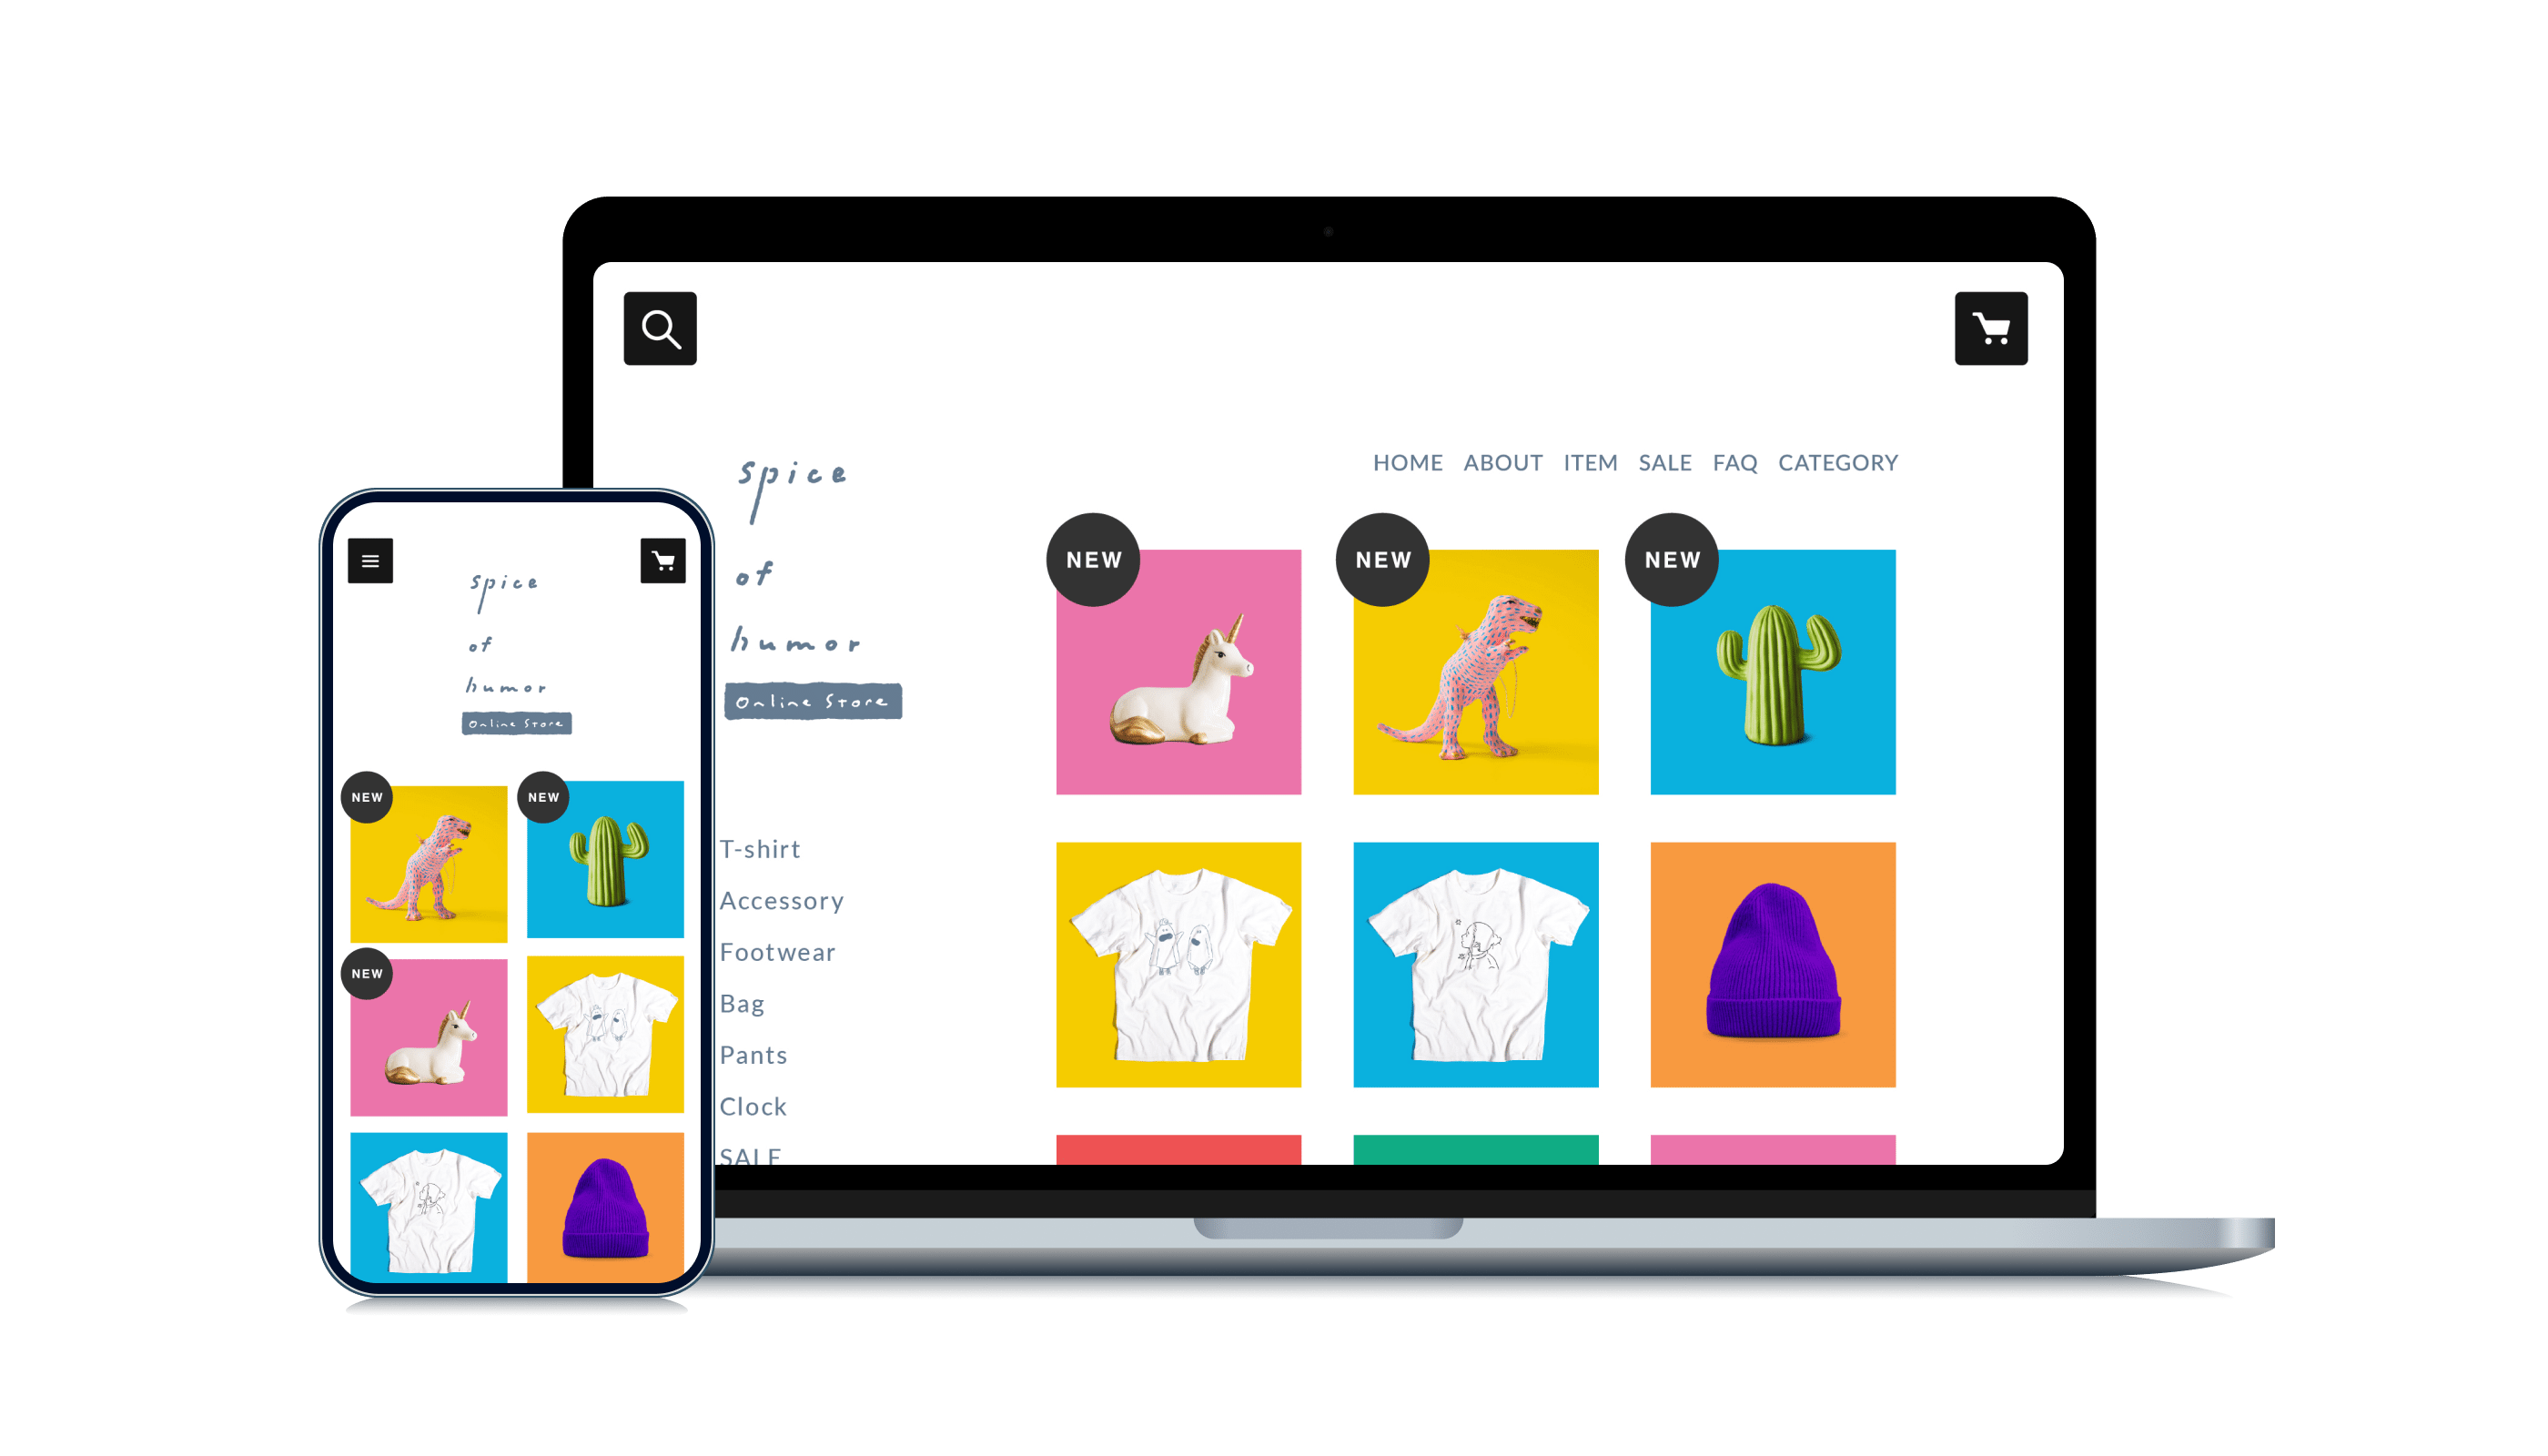 spice
of
humor
Online Store
HOME ABOUT ITEM SALE FAQ CATEGORY
NEW NEW NEW
T-shirt
Accessory
Footwear
Bag
Pants
Clock
SALE
spice
of
humor
Online Store
NEW NEW
NEW